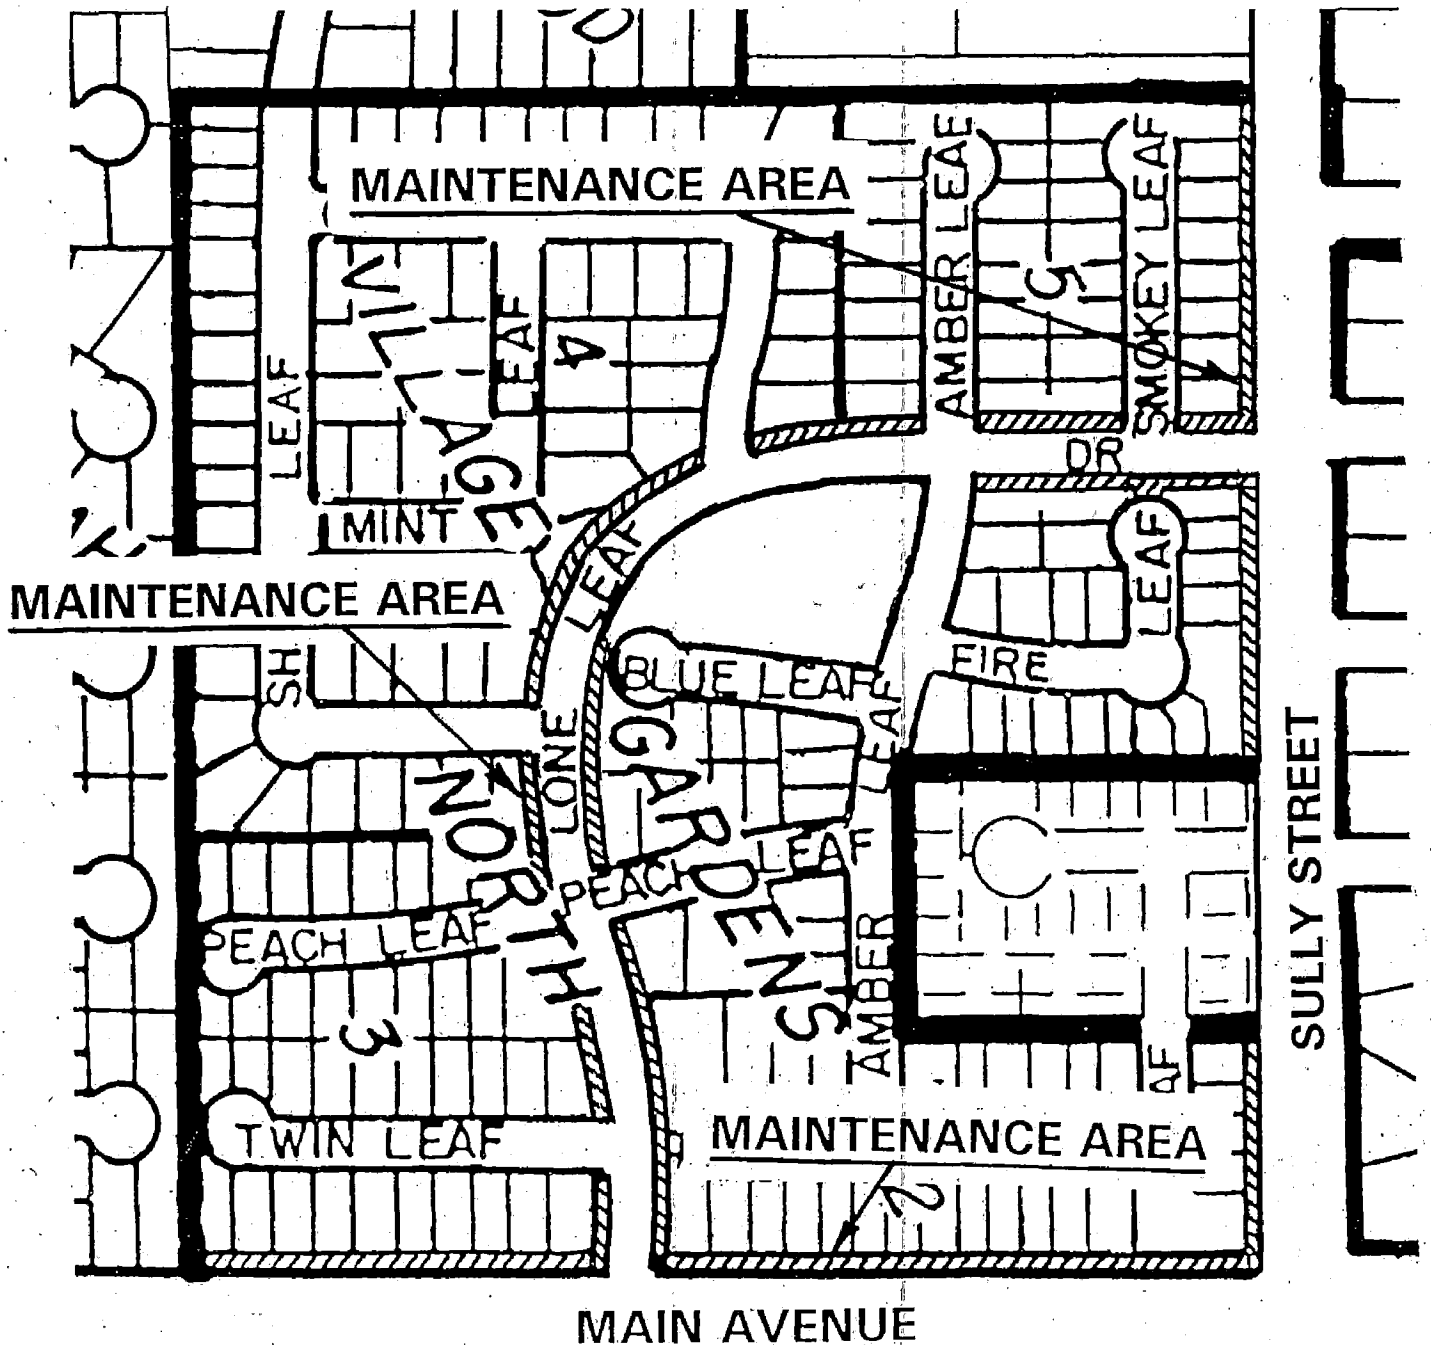 MAINTENANCE AREA
AMBER LEAF
SMOKEY LEAF
5
VILLAGE
LEAF
4
LEAF
DR
MINT
LEAF
LEAF
MAINTENANCE AREA
FIRE
BLUE LEAF
SH
LEAF
LONE
GARDENS
NORTH
SULLY STREET
PEACH LEAF
PEACH LEAF
AMBER
3
AF
TWIN LEAF
MAINTENANCE AREA
2
MAIN AVENUE